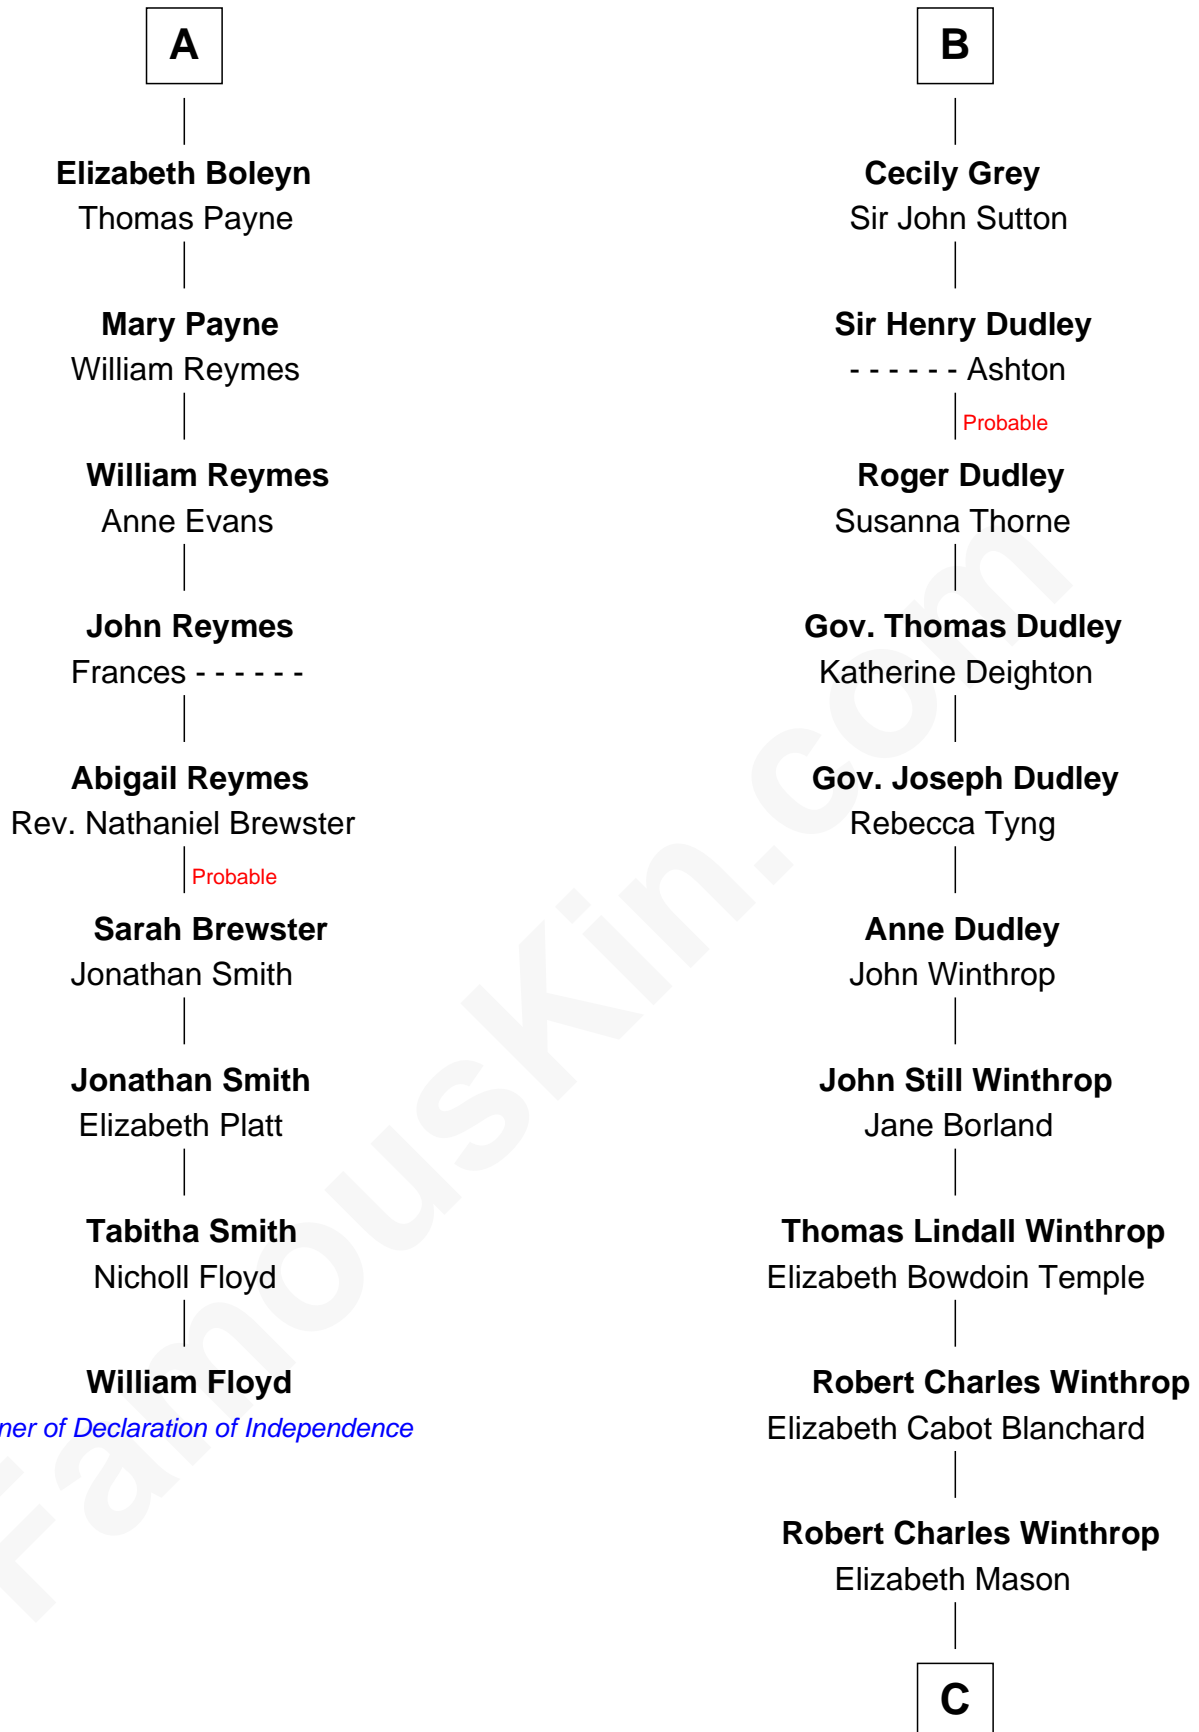 A
Elizabeth Boleyn
Thomas Payne
Mary Payne
William Reymes
William Reymes
Anne Evans
John Reymes
Frances - - - - - -
Abigail Reymes
Rev. Nathaniel Brewster
Probable
Sarah Brewster
Jonathan Smith
Jonathan Smith
Elizabeth Platt
Tabitha Smith
Nicholl Floyd
William Floyd
ner of Declaration of Independence
B
Cecily Grey
Sir John Sutton
Sir Henry Dudley
- - - - - - Ashton
Probable
Roger Dudley
Susanna Thorne
Gov. Thomas Dudley
Katherine Deighton
Gov. Joseph Dudley
Rebecca Tyng
Anne Dudley
John Winthrop
John Still Winthrop
Jane Borland
Thomas Lindall Winthrop
Elizabeth Bowdoin Temple
Robert Charles Winthrop
Elizabeth Cabot Blanchard
Robert Charles Winthrop
Elizabeth Mason
C
FamousKin.com